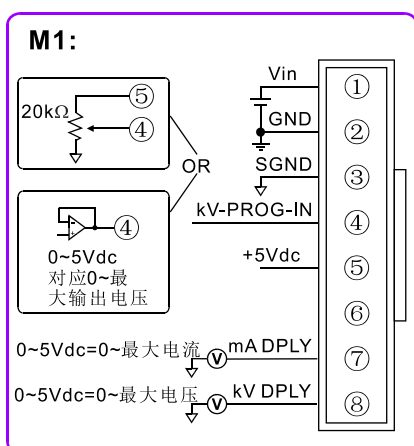 M1:
⑤
20kΩ
④
OR
④
0~5Vdc
对应0~最
大输出电压
Vin
①
GND
②
SGND
③
kV-PROG-IN
④
+5Vdc
⑤
⑥
0~5Vdc=0~最大电流
V
mA DPLY
⑦
0~5Vdc=0~最大电压
V
kV DPLY
⑧